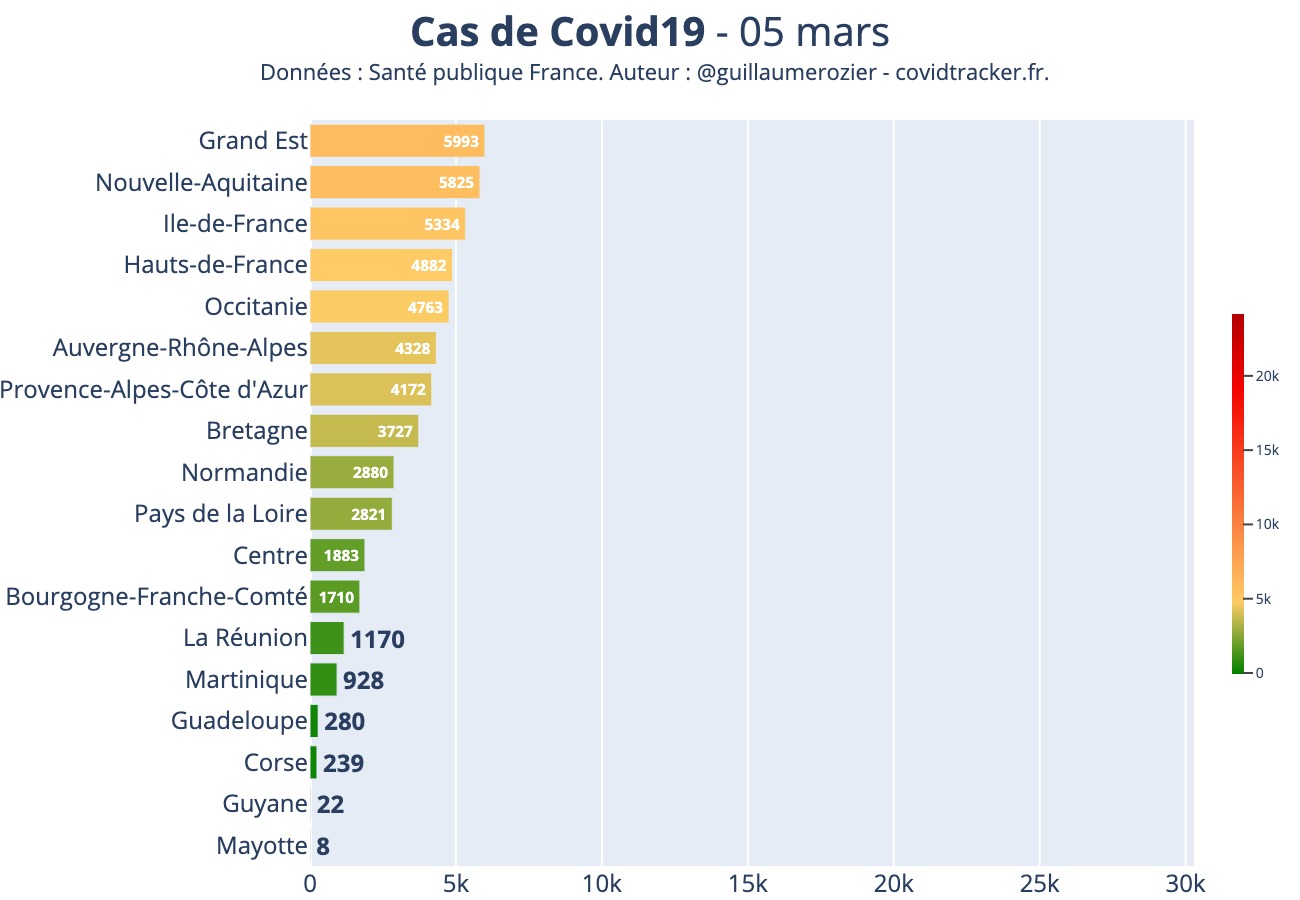 Cas de Covid19 - 05 mars
Données : Santé publique France. Auteur : @guillaumerozier - covidtracker.fr.
Grand Est 5993
Nouvelle-Aquitaine 5825
Ile-de-France 5334
Hauts-de-France 4882
Occitanie 4763
Auvergne-Rhône-Alpes 4328
Provence-Alpes-Côte d'Azur 4172
Bretagne 3727
Normandie 2880
Pays de la Loire 2821
Centre 1883
Bourgogne-Franche-Comté 1710
La Réunion 1170
Martinique 928
Guadeloupe 280
Corse 239
Guyane 22
Mayotte 8
0 5k 10k 15k 20k 25k 30k
20k
15k
10k
5k
0